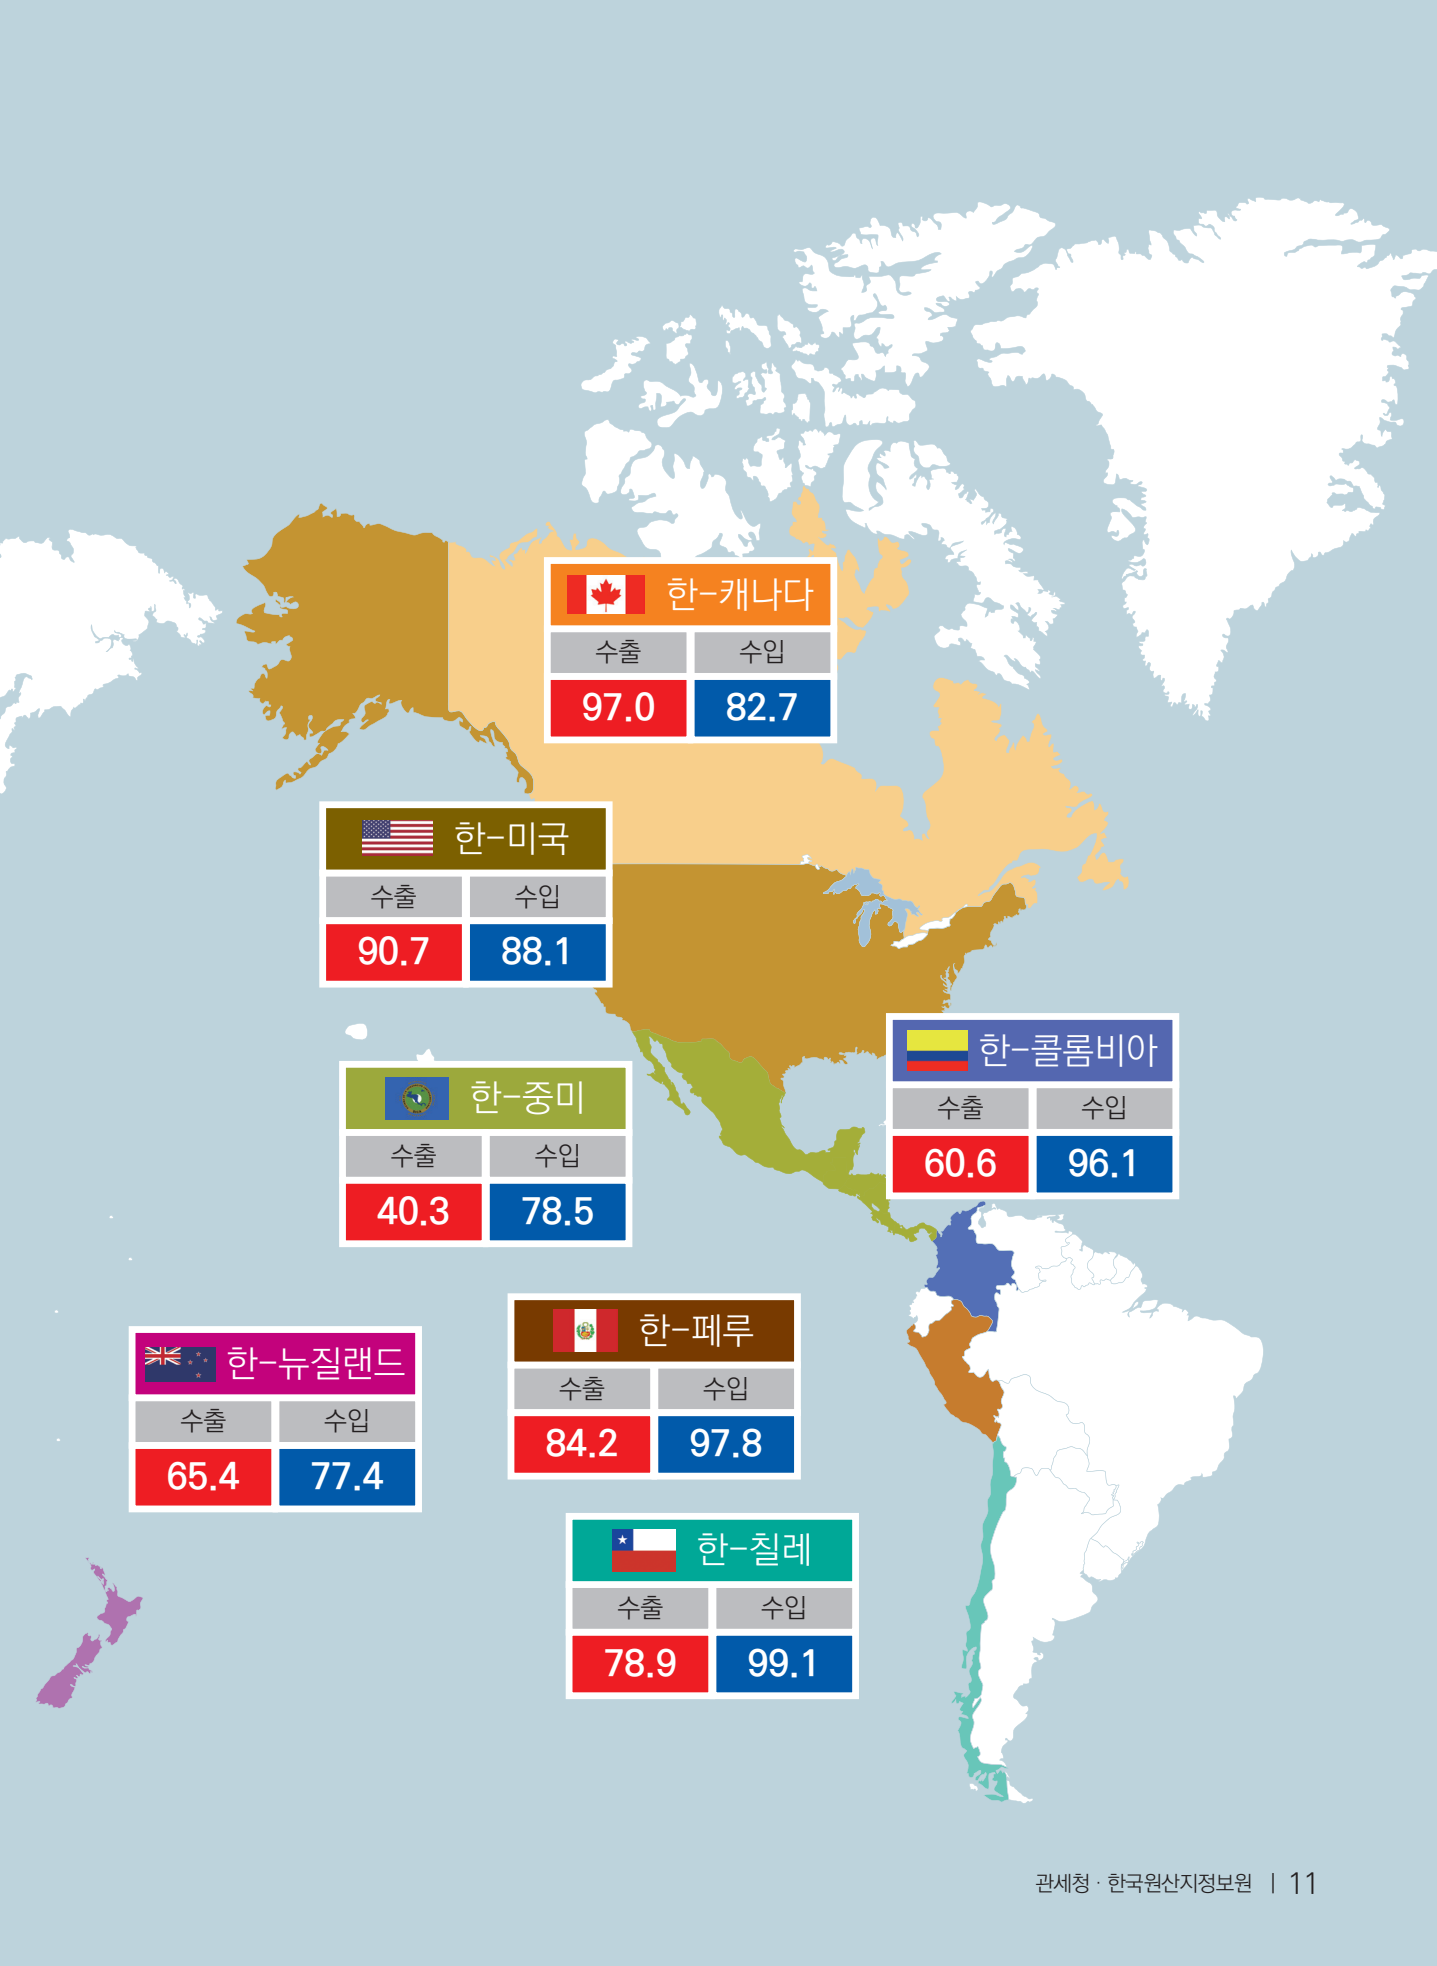 한-캐나다
수출 수입
97.0 82.7
한-미국
수출 수입
90.7 88.1
한-콜롬비아
수출 수입
60.6 96.1
한-중미
수출 수입
40.3 78.5
한-페루
수출 수입
84.2 97.8
한-뉴질랜드
수출 수입
65.4 77.4
한-칠레
수출 수입
78.9 99.1
관세청 · 한국원산지정보원 | 11